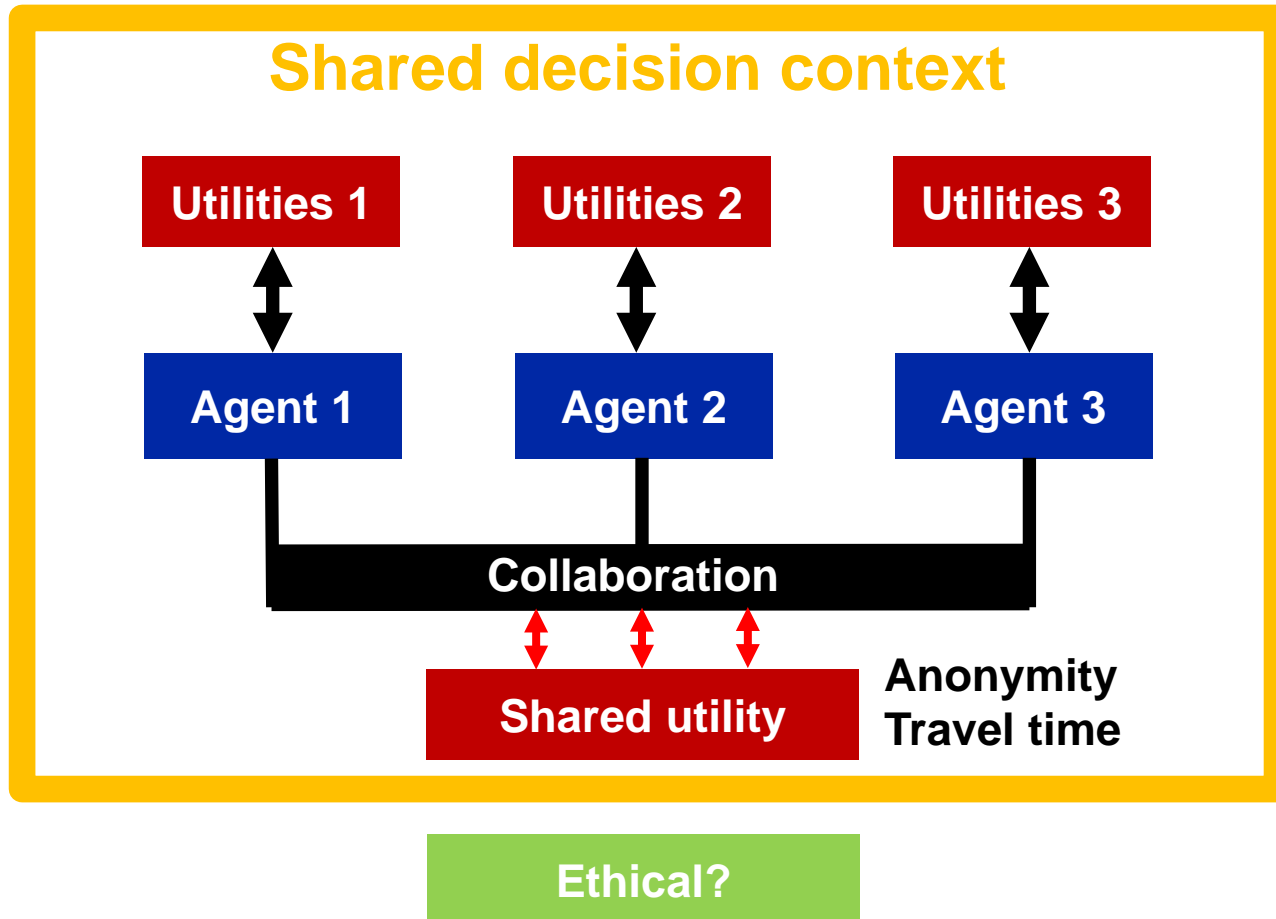 Shared decision context
Utilities 1
Utilities 2
Utilities 3
Agent 1
Agent 2
Agent 3
Collaboration
Shared utility
Anonymity
Travel time
Ethical?